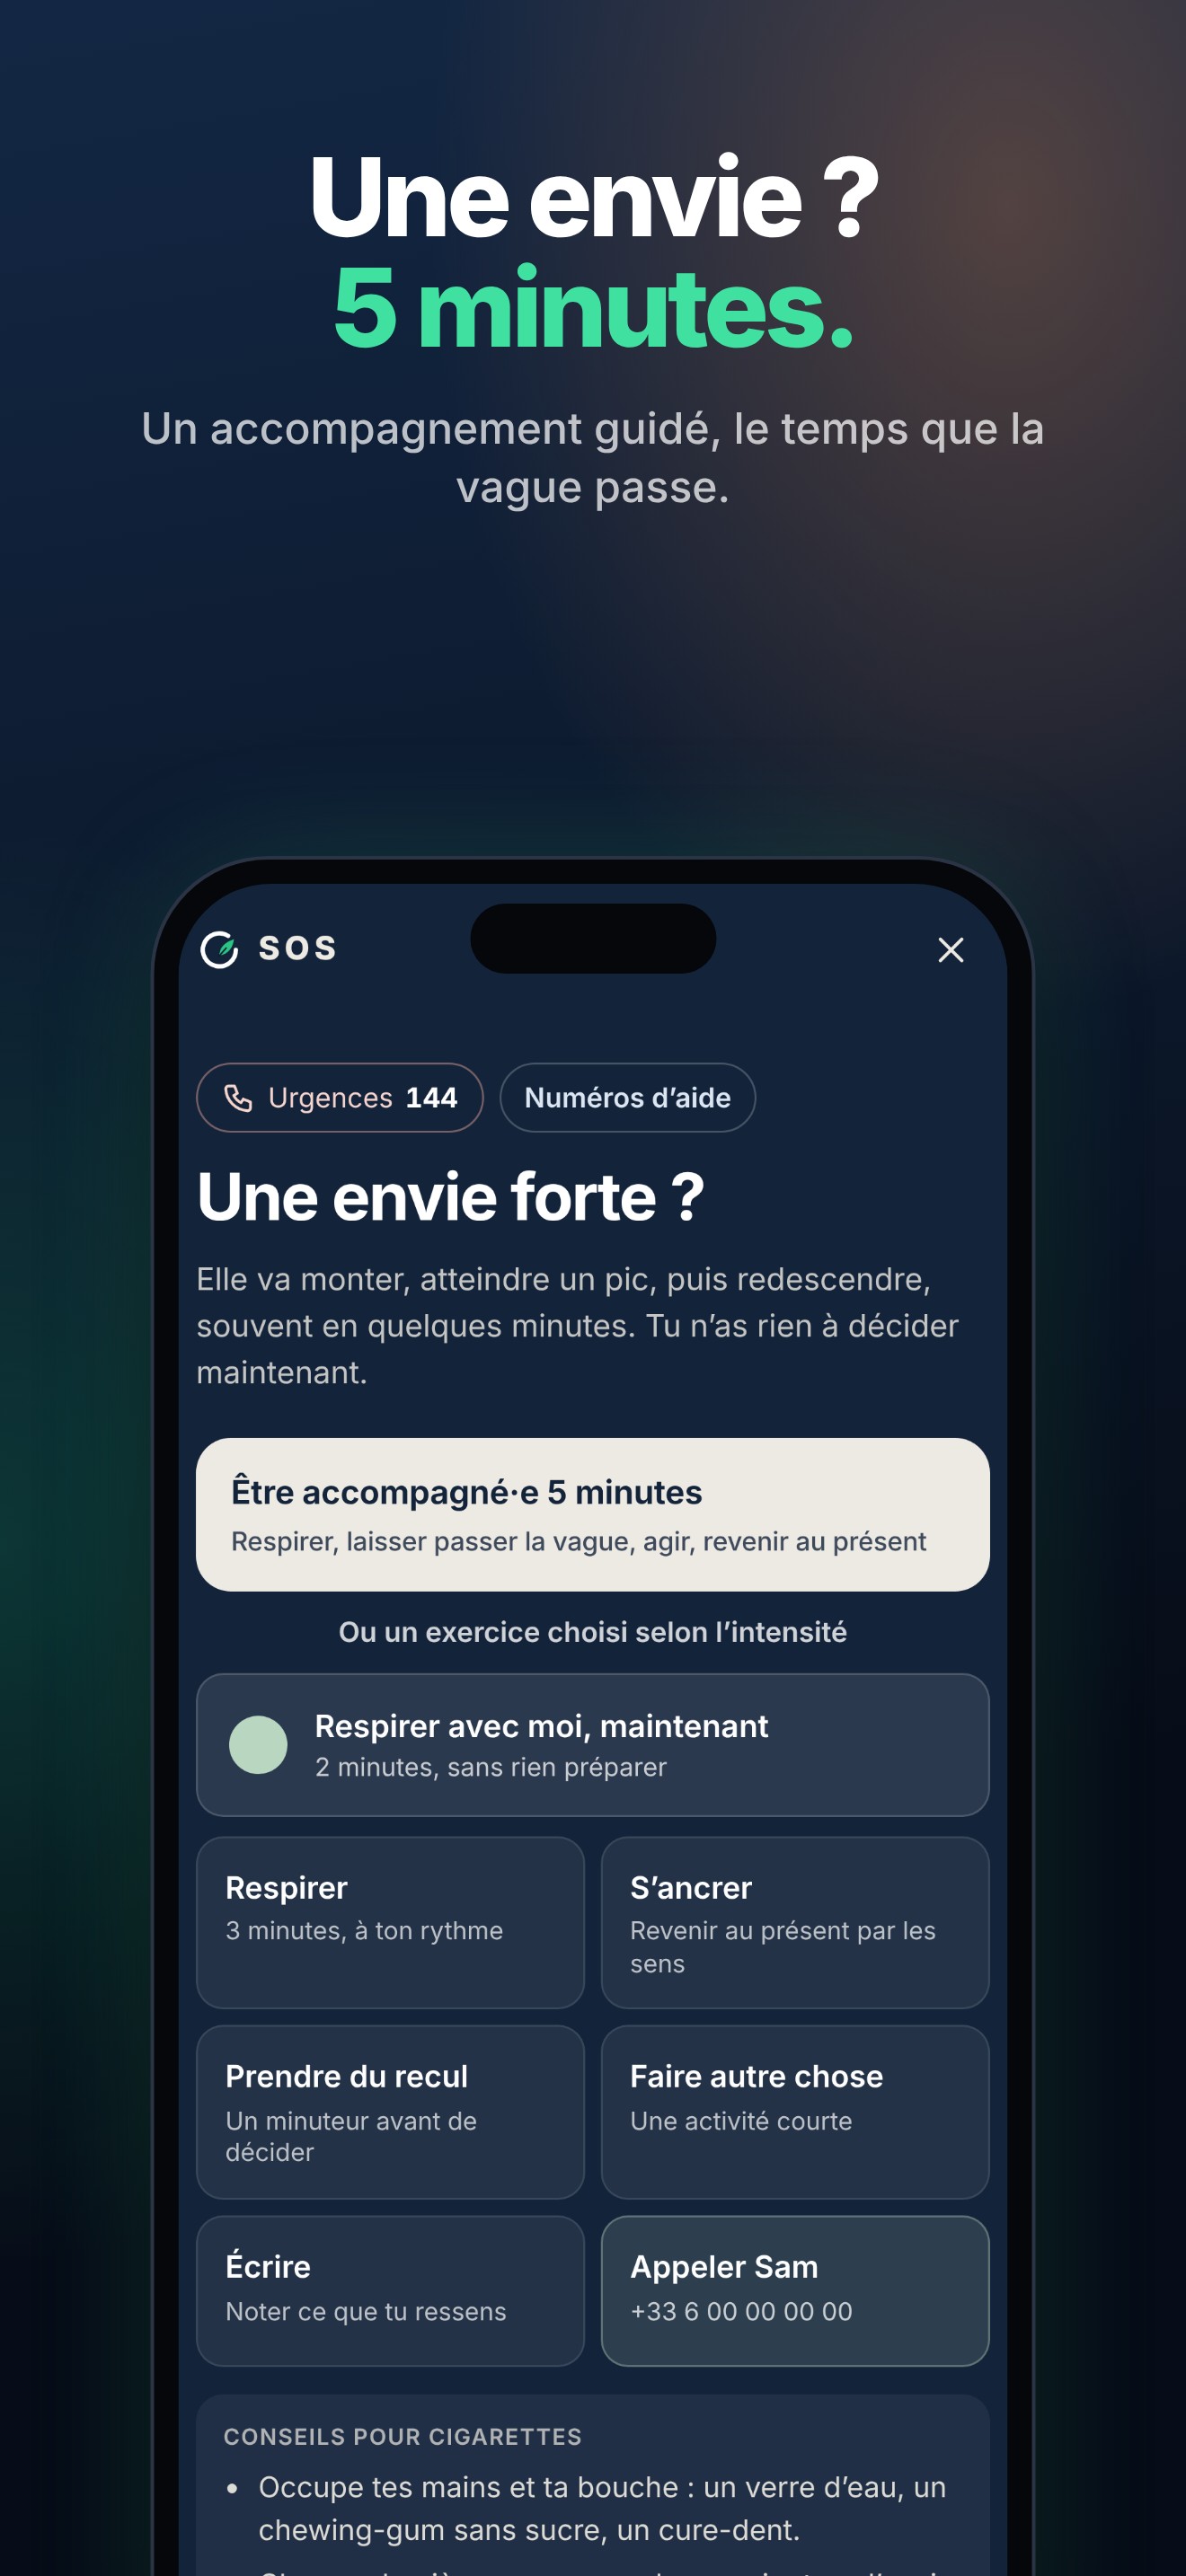 Une envie ?
5 minutes.
Un accompagnement guidé, le temps que la
vague passe.
SOS
Urgences 144
Numéros d’aide
Une envie forte ?
Elle va monter, atteindre un pic, puis redescendre,
souvent en quelques minutes. Tu n’as rien à décider
maintenant.
Être accompagné·e 5 minutes
Respirer, laisser passer la vague, agir, revenir au présent
Ou un exercice choisi selon l’intensité
Respirer avec moi, maintenant
2 minutes, sans rien préparer
Respirer
3 minutes, à ton rythme
S’ancrer
Revenir au présent par les
sens
Prendre du recul
Un minuteur avant de
décider
Faire autre chose
Une activité courte
Écrire
Noter ce que tu ressens
Appeler Sam
+33 6 00 00 00 00
CONSEILS POUR CIGARETTES
• Occupe tes mains et ta bouche : un verre d’eau, un
chewing-gum sans sucre, un cure-dent.